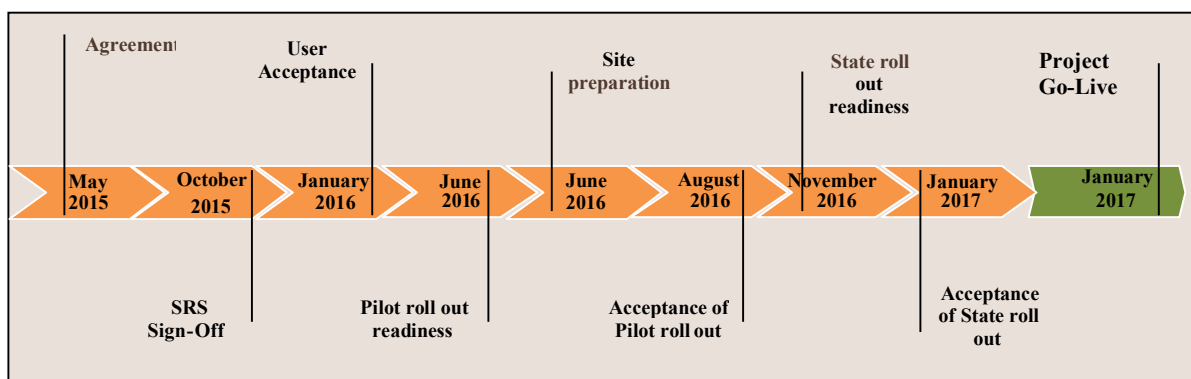 Agreement
User
Acceptance
Site
preparation
State roll
out
readiness
Project
Go-Live
May
2015
October
2015
January
2016
June
2016
June
2016
August
2016
November
2016
January
2017
January
2017
SRS
Sign-Off
Pilot roll out
readiness
Acceptance of
Pilot roll out
Acceptance
of State roll
out